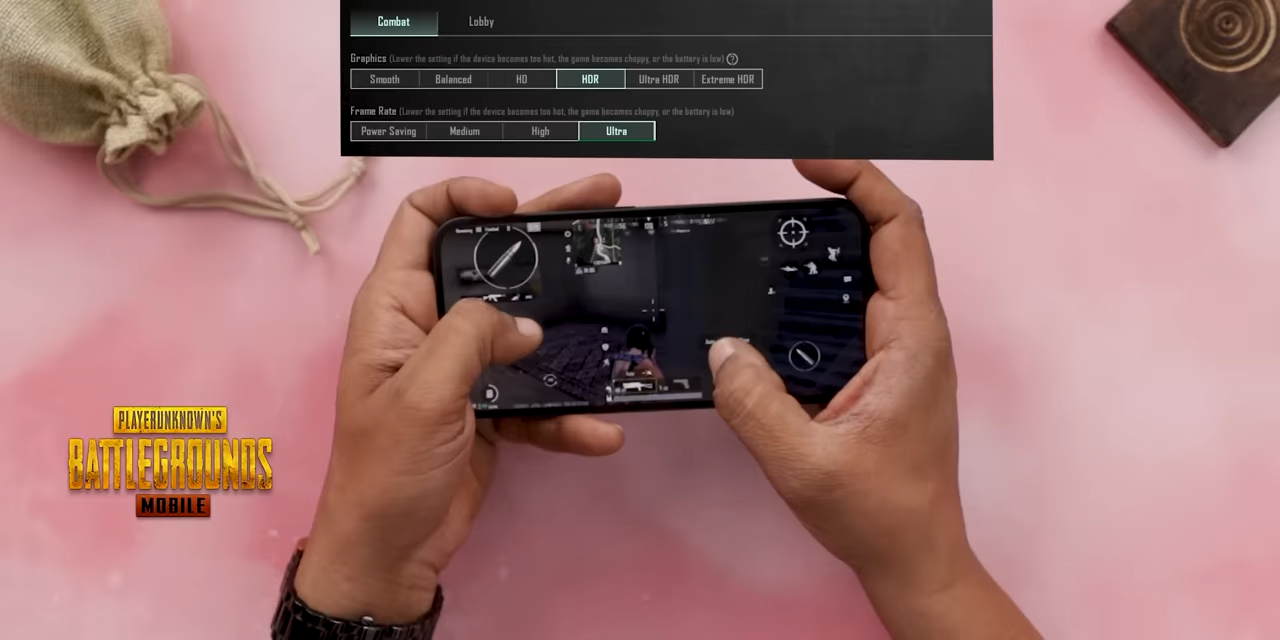 Combat Lobby
Graphics (Lower the setting if the device becomes too hot, the game becomes choppy, or the battery is low) ?
Smooth Balanced HD HDR Ultra HDR Extreme HDR
Frame Rate (Lower the setting if the device becomes too hot, the game becomes choppy, or the battery is low)
Power Saving Medium High Ultra
PLAYERUNKNOWN'S
BATTLEGROUNDS
MOBILE